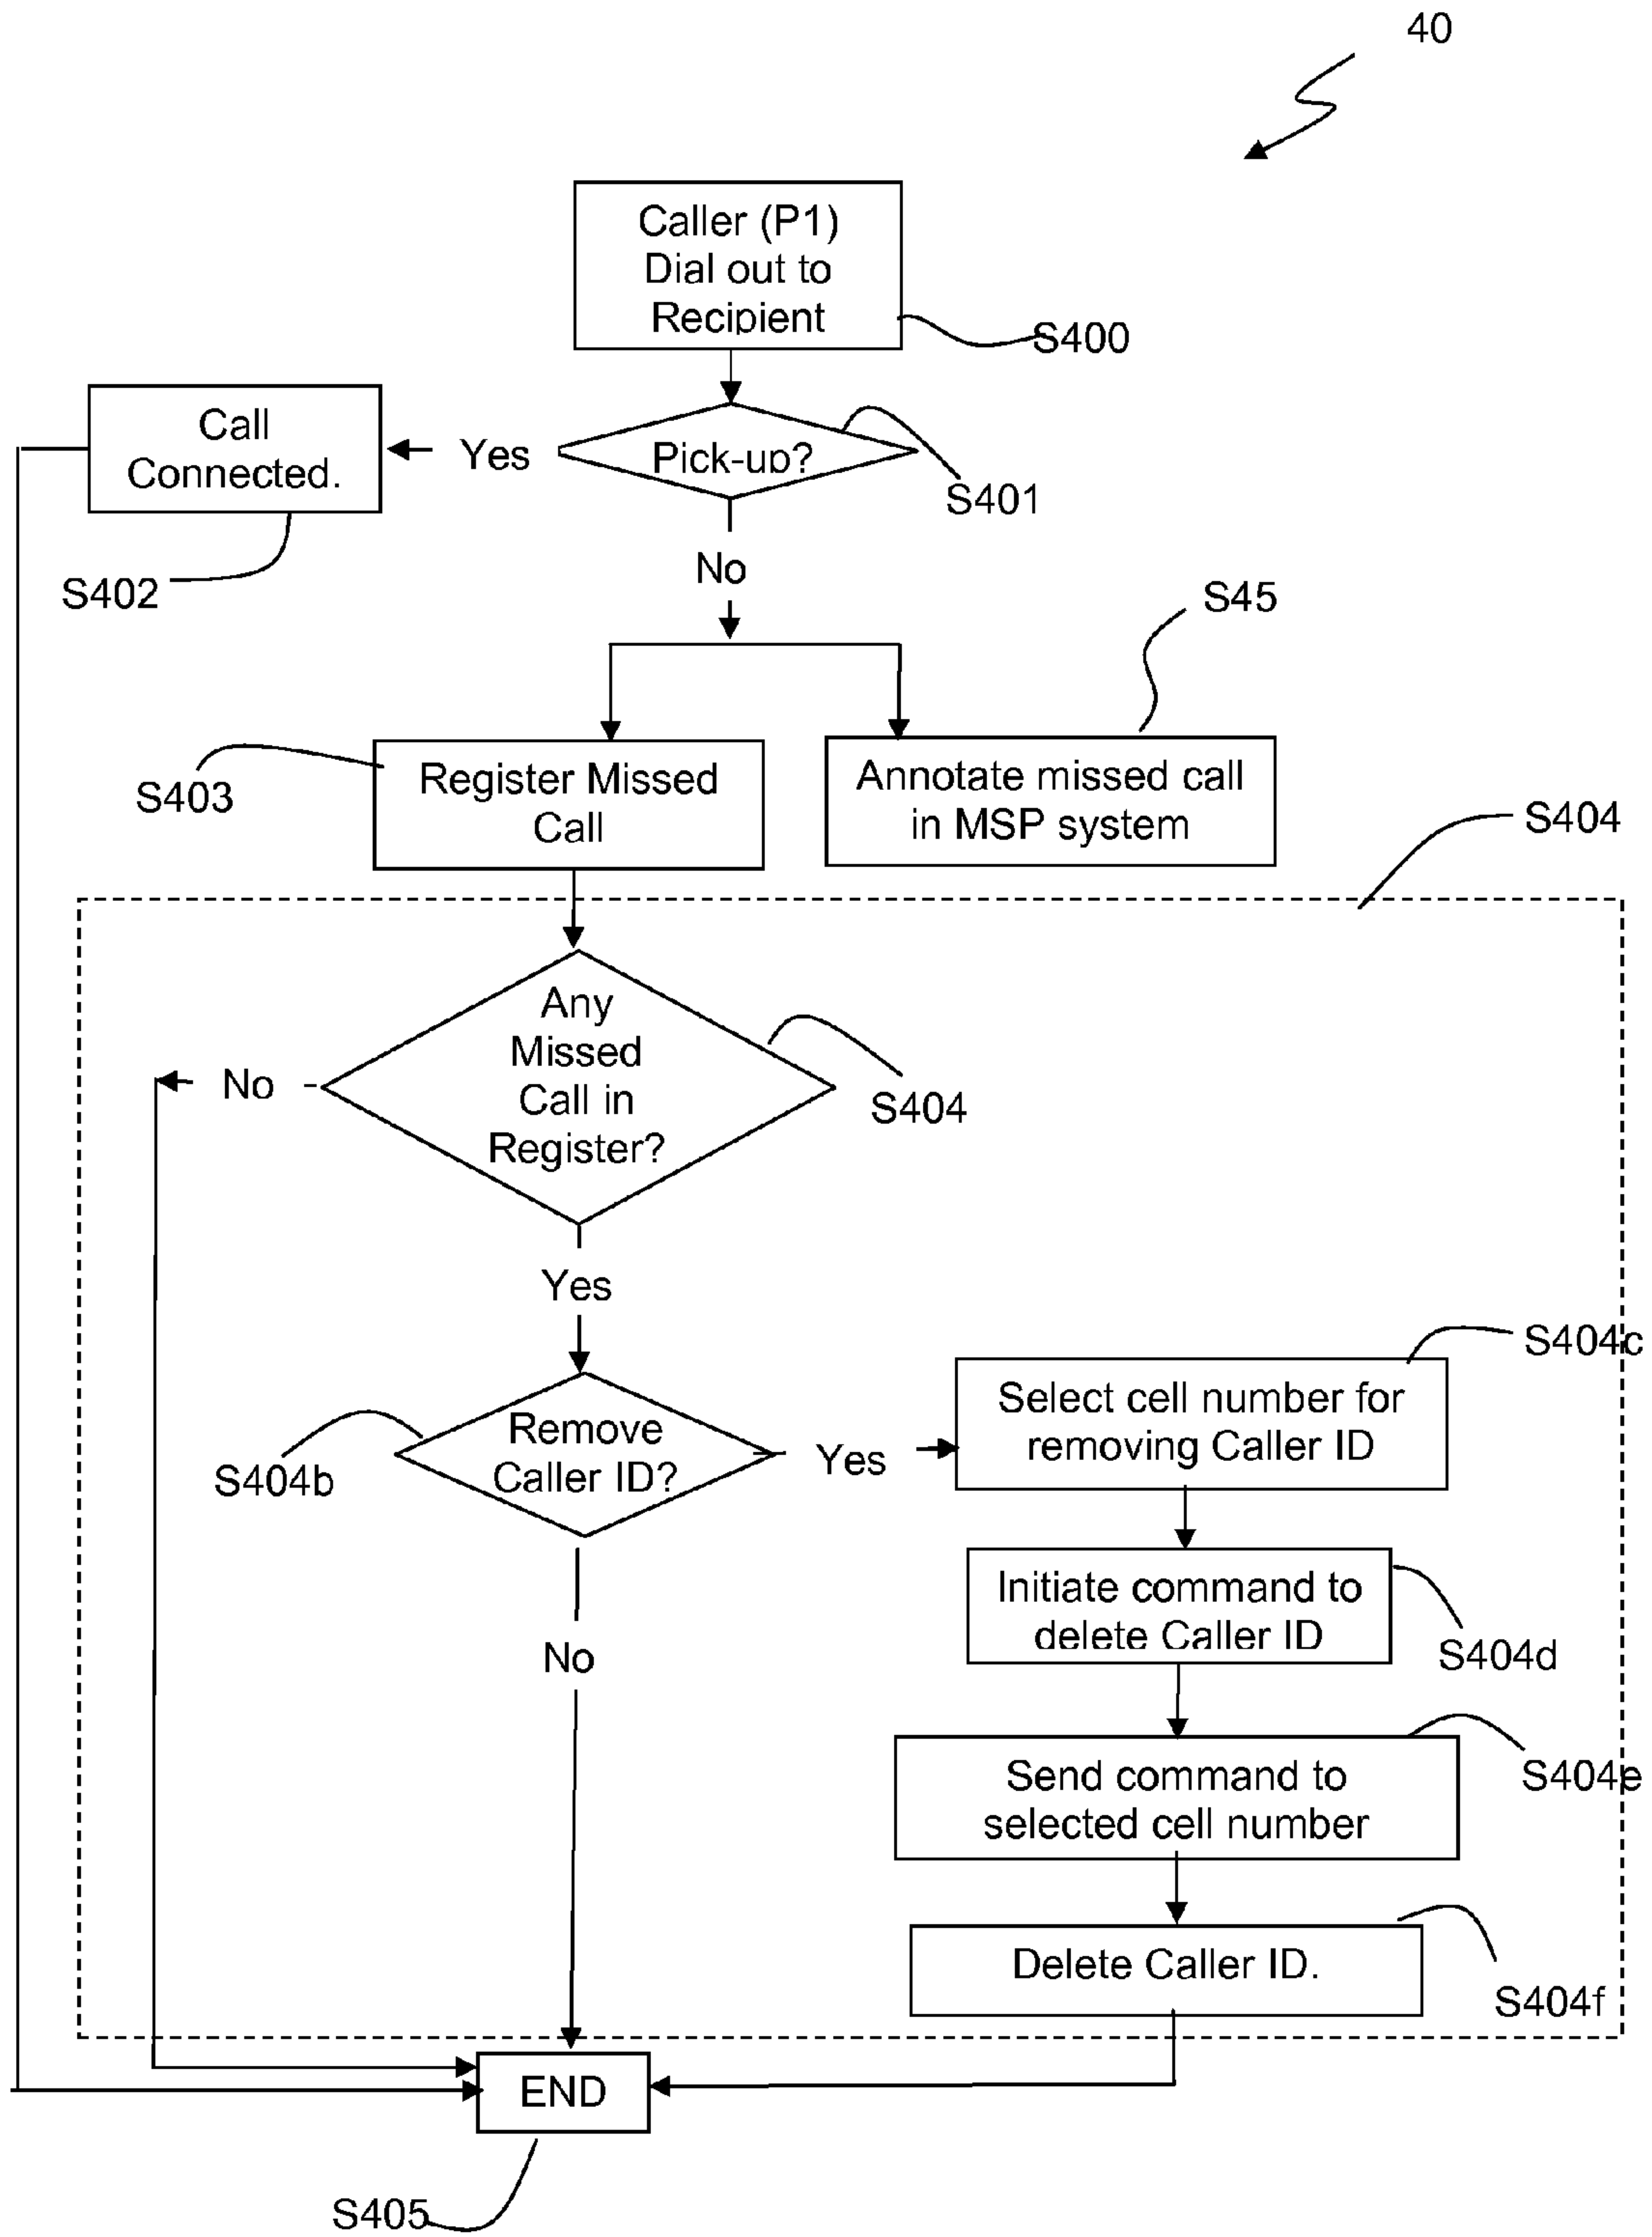 40
Caller (P1)
Dial out to
Recipient
S400
Call
Connected.
Yes
Pick-up?
S401
S402
No
S45
S403
Register Missed
Call
Annotate missed call
in MSP system
S404
Any
Missed
Call in
Register?
No
S404
Yes
S404c
Remove
Caller ID?
S404b
Yes
Select cell number for
removing Caller ID
Initiate command to
delete Caller ID
S404d
No
Send command to
selected cell number
S404e
Delete Caller ID.
S404f
END
S405